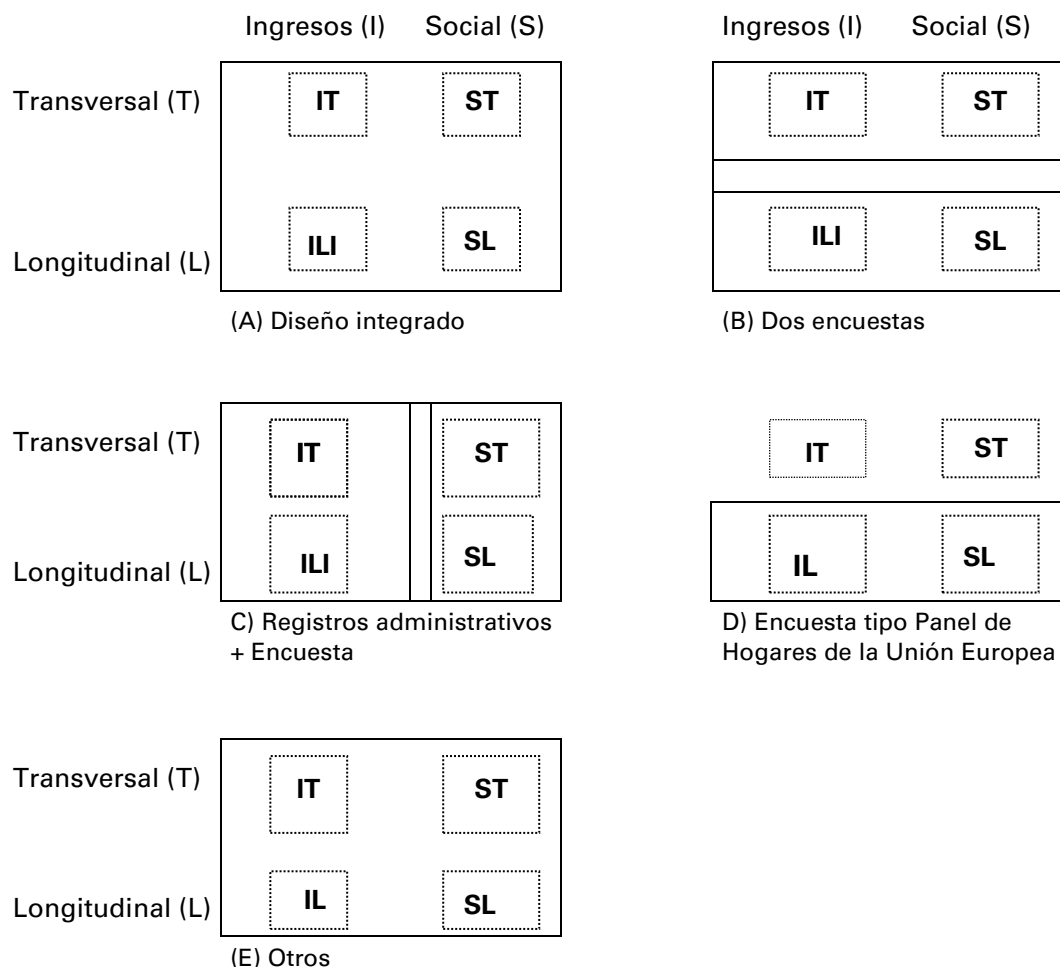 Ingresos (I) Social (S) Ingresos (I) Social (S)
Transversal (T) IT ST IT ST
Longitudinal (L) ILI SL ILI SL
(A) Diseño integrado (B) Dos encuestas
Transversal (T) IT ST IT ST
Longitudinal (L) ILI SL IL SL
C) Registros administrativos
+ Encuesta
D) Encuesta tipo Panel de
Hogares de la Unión Europea
Transversal (T) IT ST
Longitudinal (L) IL SL
(E) Otros